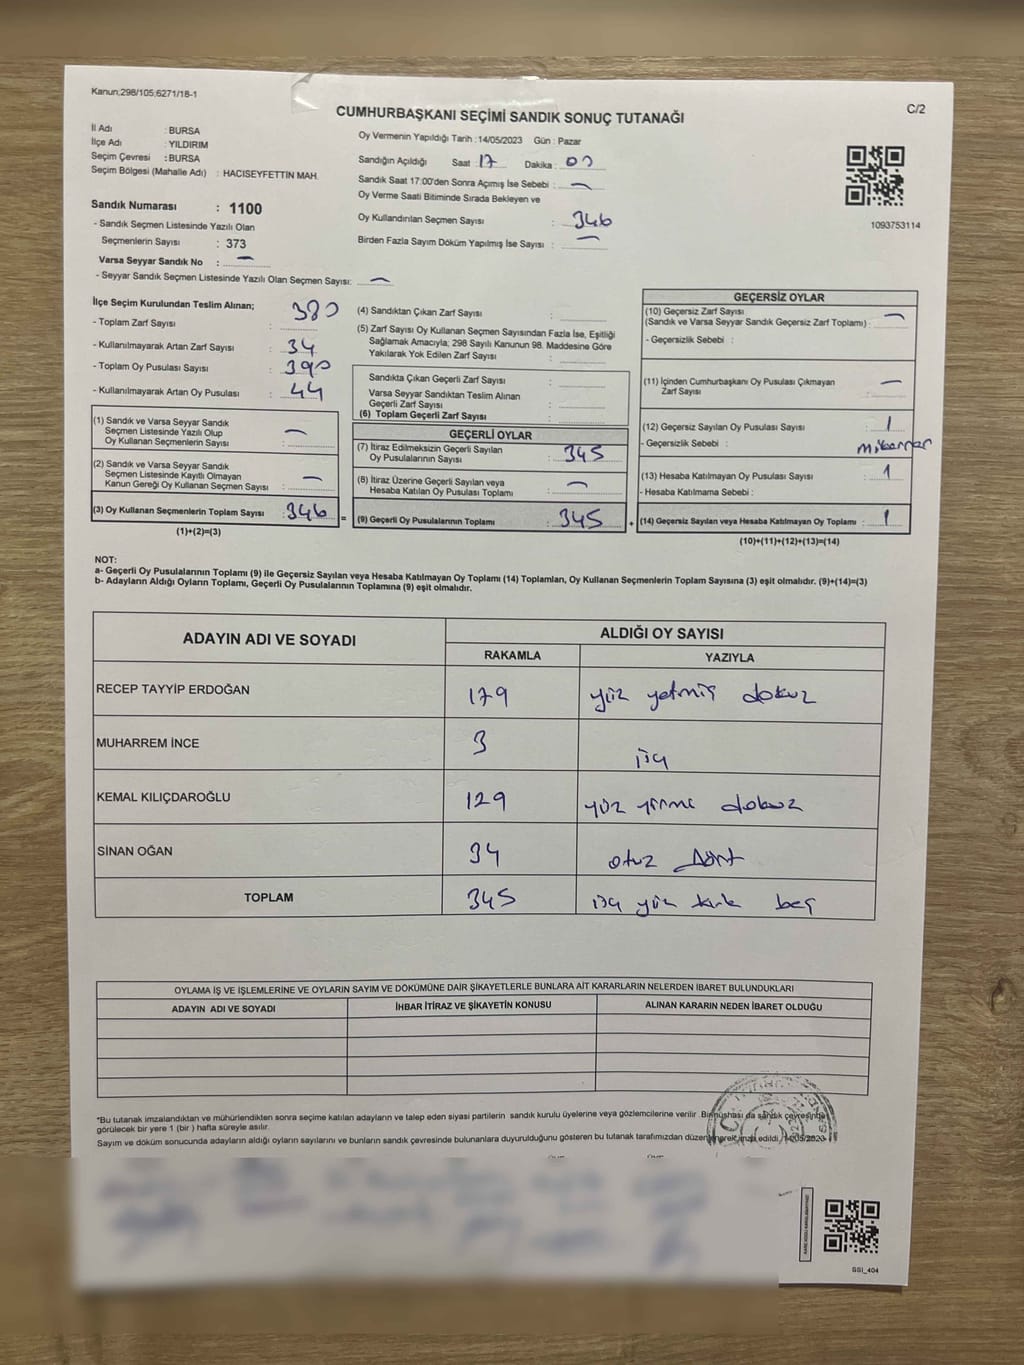 Kanun;298/105;6271/18-1
C/2
CUMHURBAŞKANI SEÇİMİ SANDIK SONUÇ TUTANAĞI
İl Adı : BURSA
İlçe Adı : YILDIRIM
Seçim Çevresi : BURSA
Seçim Bölgesi (Mahalle Adı) : HACISEYFETTİN MAH.
Sandık Numarası : 1100
- Sandık Seçmen Listesinde Yazılı Olan
Seçmenlerin Sayısı : 373
Varsa Seyyar Sandık No : —
- Seyyar Sandık Seçmen Listesinde Yazılı Olan Seçmen Sayısı: —
Oy Vermenin Yapıldığı Tarih : 14/05/2023 Gün : Pazar
Sandığın Açıldığı Saat : 17 Dakika : 00
Sandık Saat 17:00'den Sonra Açımış İse Sebebi : —
Oy Verme Saati Bitiminde Sırada Bekleyen ve
Oy Kullandırılan Seçmen Sayısı : 346
Birden Fazla Sayım Döküm Yapılmış İse Sayısı : —
1093753114
İlçe Seçim Kurulundan Teslim Alınan;
- Toplam Zarf Sayısı : 380
- Kullanılmayarak Artan Zarf Sayısı : 34
- Toplam Oy Pusulası Sayısı : 390
- Kullanılmayarak Artan Oy Pusulası : 44
(1) Sandık ve Varsa Seyyar Sandık
Seçmen Listesinde Yazılı Olup
Oy Kullanan Seçmenlerin Sayısı : —
(2) Sandık ve Varsa Seyyar Sandık
Seçmen Listesinde Kayıtlı Olmayan
Kanun Gereği Oy Kullanan Seçmen Sayısı : —
(3) Oy Kullanan Seçmenlerin Toplam Sayısı : 346
(1)+(2)=(3)
(4) Sandıktan Çıkan Zarf Sayısı :
(5) Zarf Sayısı Oy Kullanan Seçmen Sayısından Fazla İse, Eşitliği
Sağlamak Amacıyla; 298 Sayılı Kanunun 98. Maddesine Göre
Yakılarak Yok Edilen Zarf Sayısı :
Sandıkta Çıkan Geçerli Zarf Sayısı :
Varsa Seyyar Sandıktan Teslim Alınan
Geçerli Zarf Sayısı :
(6) Toplam Geçerli Zarf Sayısı :
GEÇERLİ OYLAR
(7) İtiraz Edilmeksizin Geçerli Sayılan
Oy Pusulalarının Sayısı : 345
(8) İtiraz Üzerine Geçerli Sayılan veya
Hesaba Katılan Oy Pusulası Toplamı : —
= (9) Geçerli Oy Pusulalarının Toplamı : 345 +
GEÇERSİZ OYLAR
(10) Geçersiz Zarf Sayısı
(Sandık ve Varsa Seyyar Sandık Geçersiz Zarf Toplamı) : —
- Geçersizlik Sebebi :
(11) İçinden Cumhurbaşkanı Oy Pusulası Çıkmayan
Zarf Sayısı : —
(12) Geçersiz Sayılan Oy Pusulası Sayısı : 1
- Geçersizlik Sebebi :
(13) Hesaba Katılmayan Oy Pusulası Sayısı : 1
- Hesaba Katılmama Sebebi :
(14) Geçersiz Sayılan veya Hesaba Katılmayan Oy Toplamı : 1
(10)+(11)+(12)+(13)=(14)
NOT:
a- Geçerli Oy Pusulalarının Toplamı (9) ile Geçersiz Sayılan veya Hesaba Katılmayan Oy Toplamı (14) Toplamları, Oy Kullanan Seçmenlerin Toplam Sayısına (3) eşit olmalıdır. (9)+(14)=(3)
b- Adayların Aldığı Oyların Toplamı, Geçerli Oy Pusulalarının Toplamına (9) eşit olmalıdır.
ADAYIN ADI VE SOYADI ALDIĞI OY SAYISI
RAKAMLA YAZIYLA
RECEP TAYYİP ERDOĞAN 179 yüz yetmiş dokuz
MUHARREM İNCE 3 üç
KEMAL KILIÇDAROĞLU 129 yüz yirmi dokuz
SİNAN OĞAN 34 otuz dört
TOPLAM 345 üç yüz kırk beş
OYLAMA İŞ VE İŞLEMLERİNE VE OYLARIN SAYIM VE DÖKÜMÜNE DAİR ŞİKAYETLERLE BUNLARA AİT KARARLARIN NELERDEN İBARET BULUNDUKLARI
ADAYIN ADI VE SOYADI İHBAR İTİRAZ VE ŞİKAYETİN KONUSU ALINAN KARARIN NEDEN İBARET OLDUĞU
*Bu tutanak imzalandıktan ve mühürlendikten sonra seçime katılan adayların ve talep eden siyasi partilerin sandık kurulu üyelerine veya gözlemcilerine verilir. Bir nüshası da sandık çevresinde
görülecek bir yere 1 (bir ) hafta süreyle asılır.
Sayım ve döküm sonucunda adayların aldığı oyların sayılarını ve bunların sandık çevresinde bulunanlara duyurulduğunu gösteren bu tutanak tarafımızdan düzenlenerek imza edildi. 14/05/2023
SSI_404